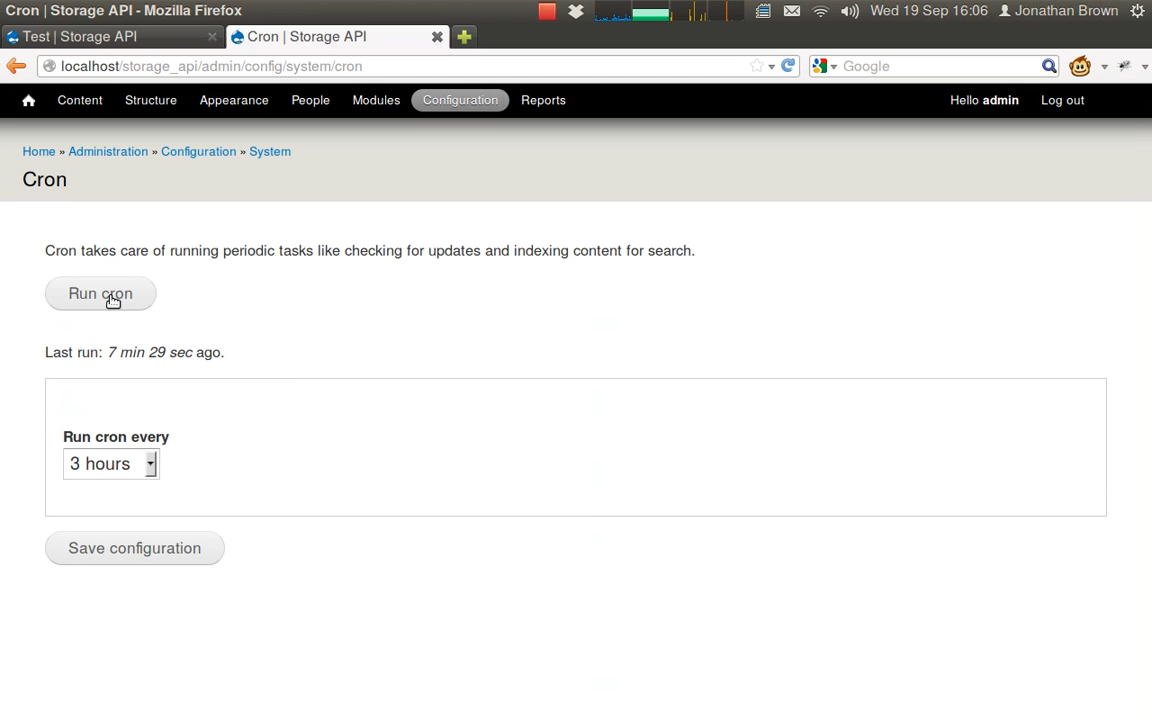 Cron | Storage API - Mozilla Firefox
Wed 19 Sep 16:06 Jonathan Brown
Test | Storage API
Cron | Storage API
localhost/storage_api/admin/config/system/cron
Google
Content Structure Appearance People Modules Configuration Reports
Hello admin Log out
Home » Administration » Configuration » System
Cron
Cron takes care of running periodic tasks like checking for updates and indexing content for search.
Run cron
Last run: 7 min 29 sec ago.
Run cron every
3 hours
Save configuration